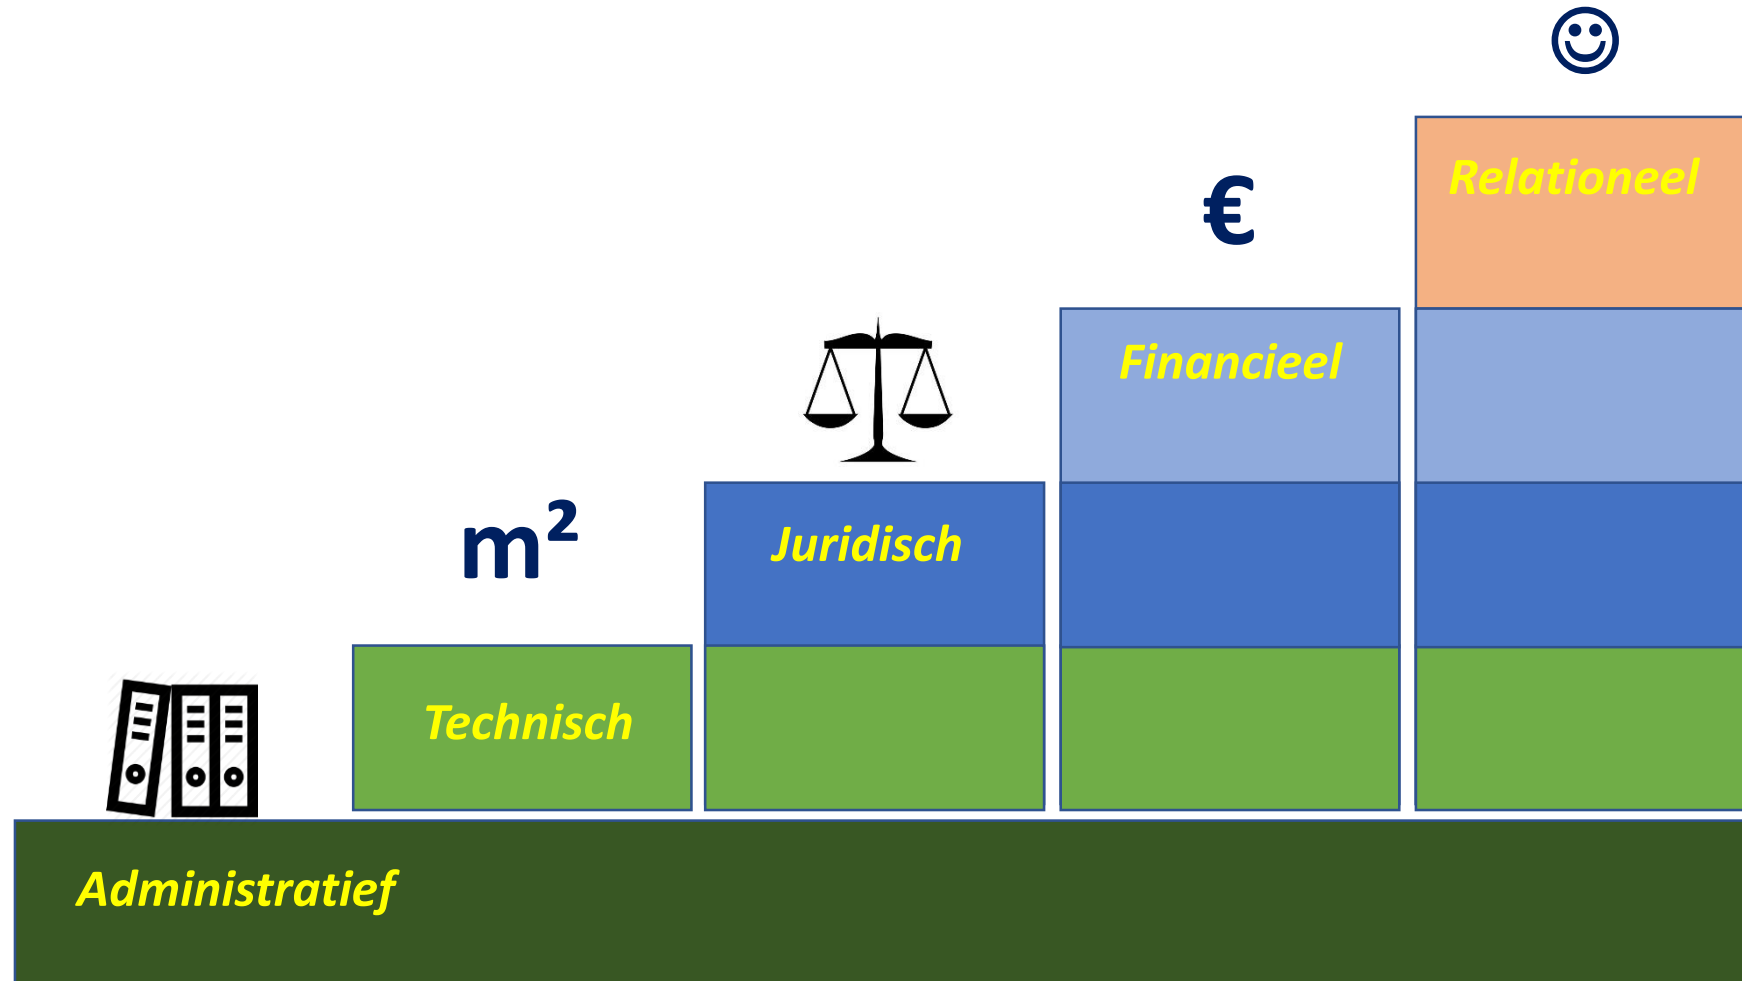 Relationeel
€
Financieel
Juridisch
m²
Technisch
Administratief